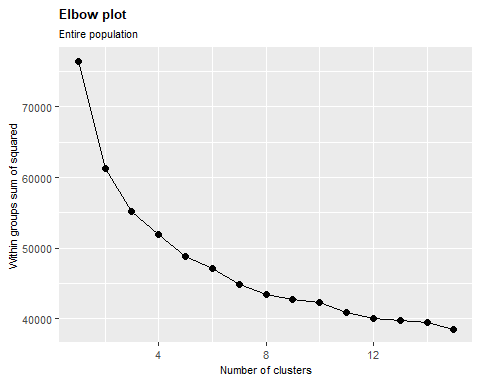 Elbow plot
Entire population
Within groups sum of squared
70000
60000
50000
40000
4
8
12
Number of clusters